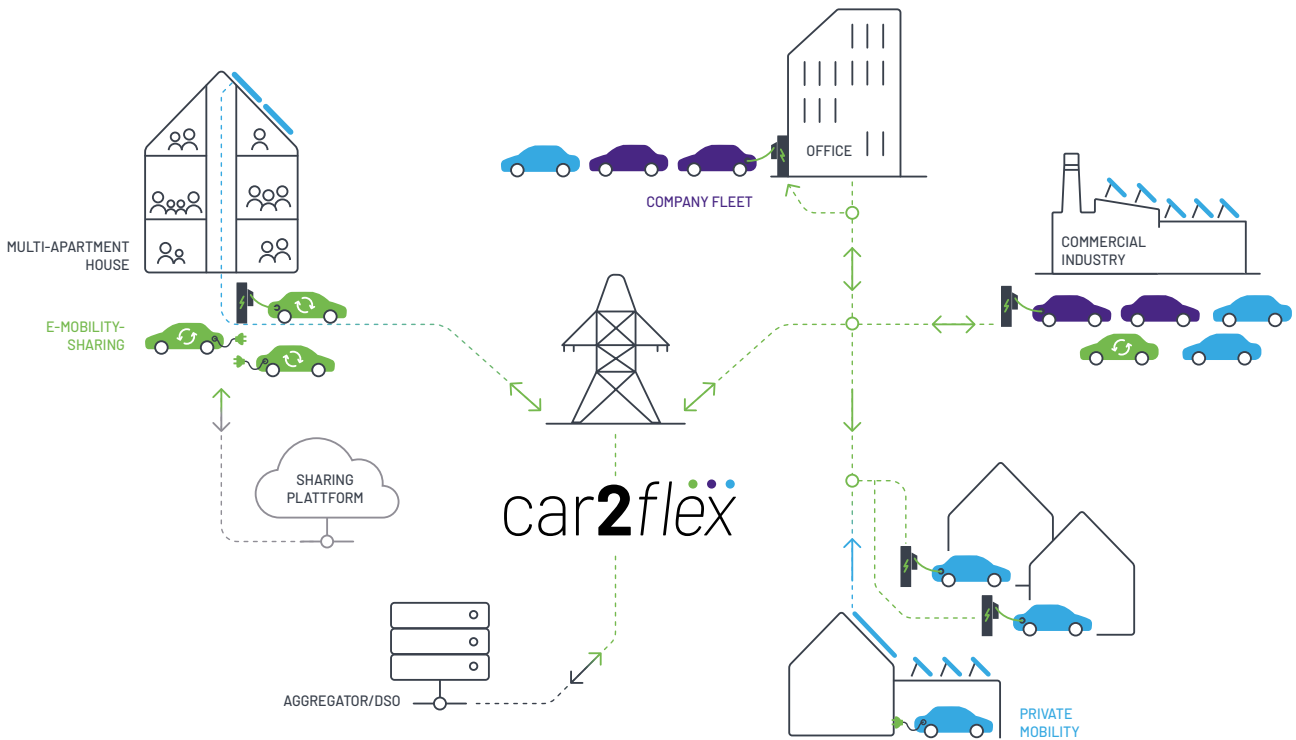 OFFICE
COMPANY FLEET
COMMERCIAL
INDUSTRY
MULTI-APARTMENT
HOUSE
E-MOBILITY-
SHARING
SHARING
PLATTFORM
car2flex
AGGREGATOR/DSO
PRIVATE
MOBILITY